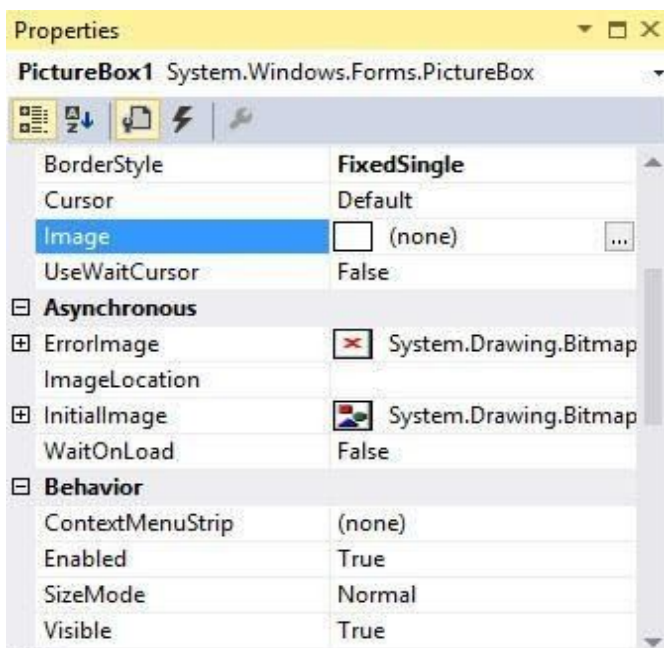 Properties
PictureBox1 System.Windows.Forms.PictureBox
BorderStyle FixedSingle
Cursor Default
Image (none) ...
UseWaitCursor False
Asynchronous
ErrorImage System.Drawing.Bitmap
ImageLocation
InitialImage System.Drawing.Bitmap
WaitOnLoad False
Behavior
ContextMenuStrip (none)
Enabled True
SizeMode Normal
Visible True